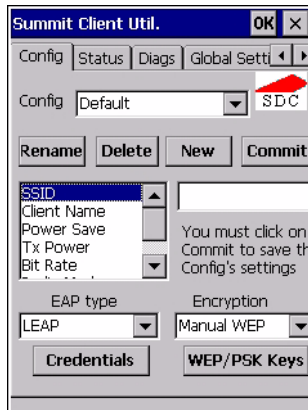 Summit Client Util. OK ×
Config Status Diags Global Setti
Config Default SDC
Rename Delete New Commit
SSID
Client Name
Power Save
Tx Power
Bit Rate
You must click on
Commit to save th
Config's settings
EAP type Encryption
LEAP Manual WEP
Credentials WEP/PSK Keys